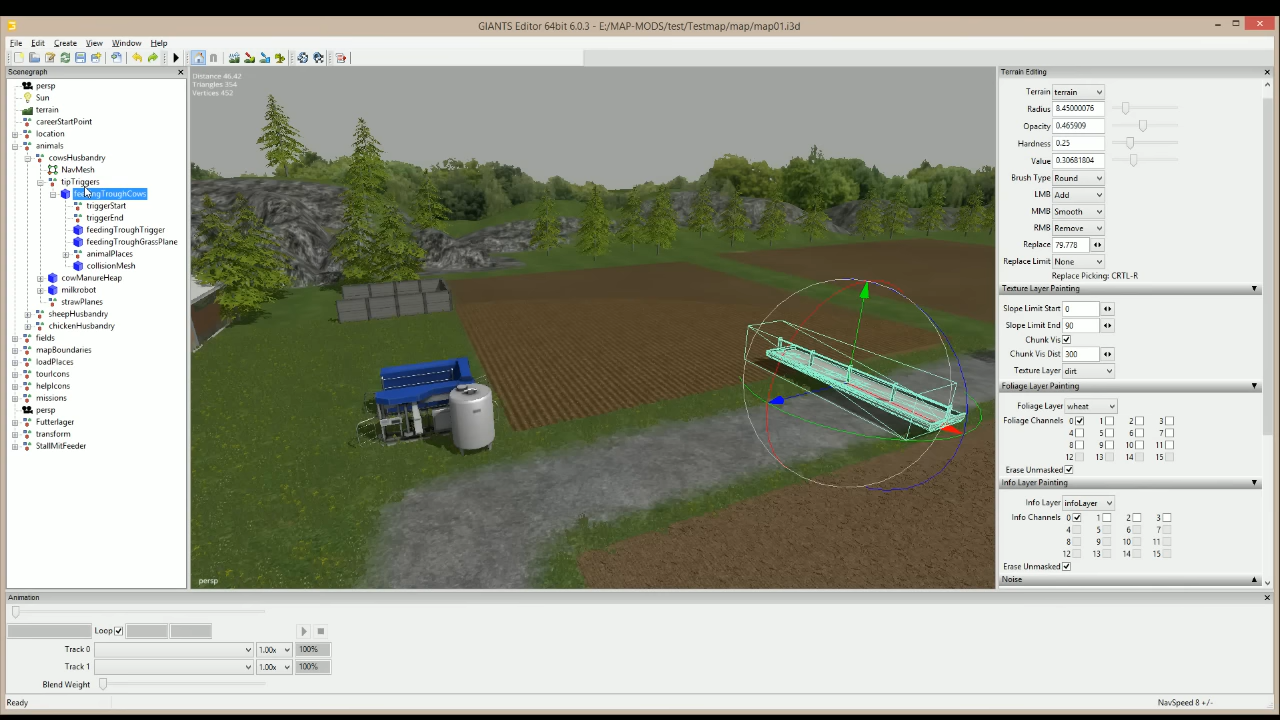 GIANTS Editor 64bit 6.0.3 - E:/MAP-MODS/test/Testmap/map/map01.i3d
File Edit Create View Window Help
Scenegraph
persp
Sun
terrain
careerStartPoint
location
animals
cowsHusbandry
NavMesh
tipTriggers
feedingTroughCows
triggerStart
triggerEnd
feedingTroughTrigger
feedingTroughGrassPlane
animalPlaces
collisionMesh
cowManureHeap
milkrobot
strawPlanes
sheepHusbandry
chickenHusbandry
fields
mapBoundaries
loadPlaces
tourIcons
helpIcons
missions
persp
Futterlager
transform
StallMitFeeder
Distance 46.42
Triangles 354
Vertices 452
persp
Terrain Editing
Terrain terrain
Radius 8.45000076
Opacity 0.465909
Hardness 0.25
Value 0.30681804
Brush Type Round
LMB Add
MMB Smooth
RMB Remove
Replace 79.778
Replace Limit None
Replace Picking: CRTL-R
Texture Layer Painting
Slope Limit Start 0
Slope Limit End 90
Chunk Vis
Chunk Vis Dist 300
Texture Layer dirt
Foliage Layer Painting
Foliage Layer wheat
Foliage Channels 0 1 2 3
4 5 6 7
8 9 10 11
12 13 14 15
Erase Unmasked
Info Layer Painting
Info Layer infoLayer
Info Channels 0 1 2 3
4 5 6 7
8 9 10 11
12 13 14 15
Erase Unmasked
Noise
Animation
Loop
Track 0 1.00x 100%
Track 1 1.00x 100%
Blend Weight
Ready NavSpeed 8 +/-